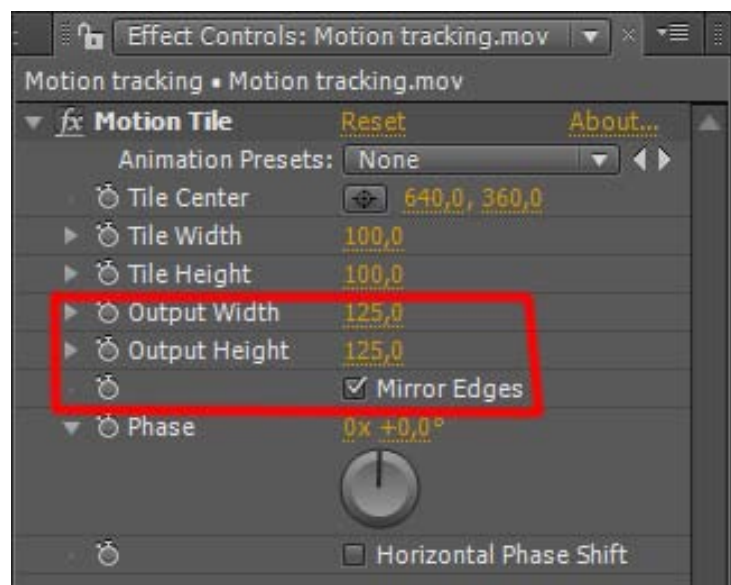 Effect Controls: Motion tracking.mov
Motion tracking • Motion tracking.mov
fx Motion Tile Reset About...
Animation Presets: None
Tile Center 640,0, 360,0
Tile Width 100,0
Tile Height 100,0
Output Width 125,0
Output Height 125,0
Mirror Edges
Phase 0x +0,0°
Horizontal Phase Shift